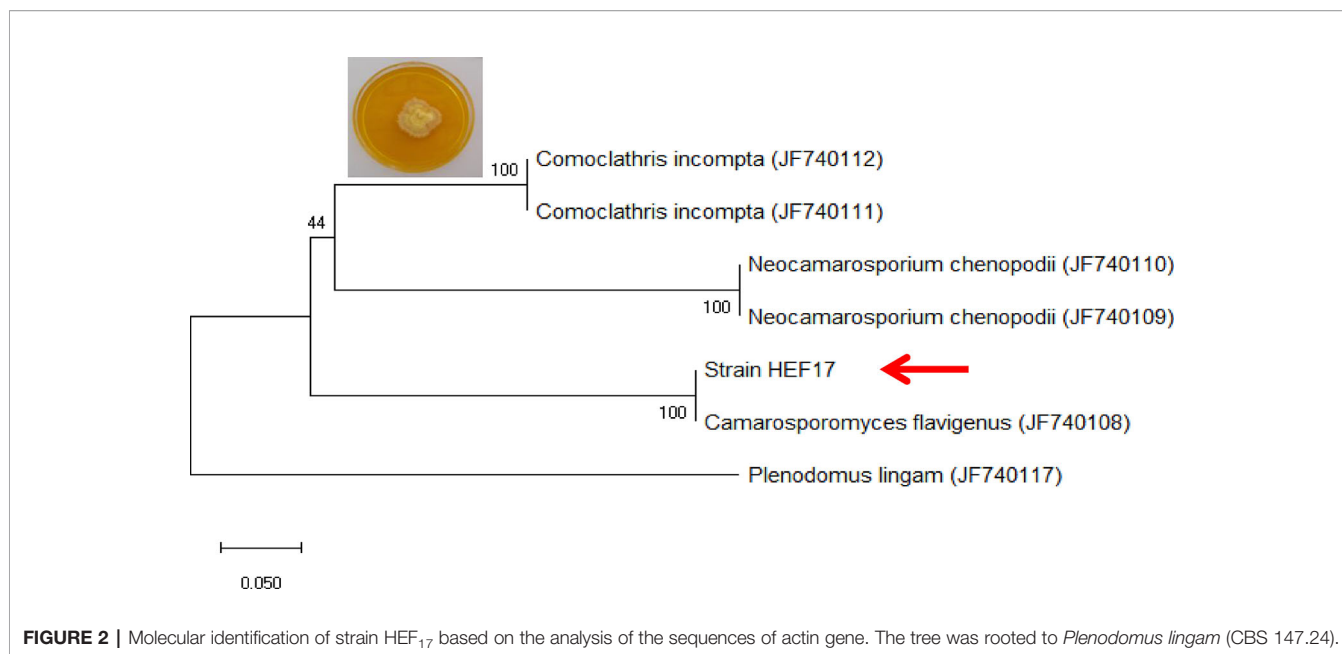 100
Comoclathris incompta (JF740112)
Comoclathris incompta (JF740111)
44
Neocamarosporium chenopodii (JF740110)
100
Neocamarosporium chenopodii (JF740109)
Strain HEF17
100
Camarosporomyces flavigenus (JF740108)
Plenodomus lingam (JF740117)
0.050
FIGURE 2 | Molecular identification of strain HEF17 based on the analysis of the sequences of actin gene. The tree was rooted to Plenodomus lingam (CBS 147.24).